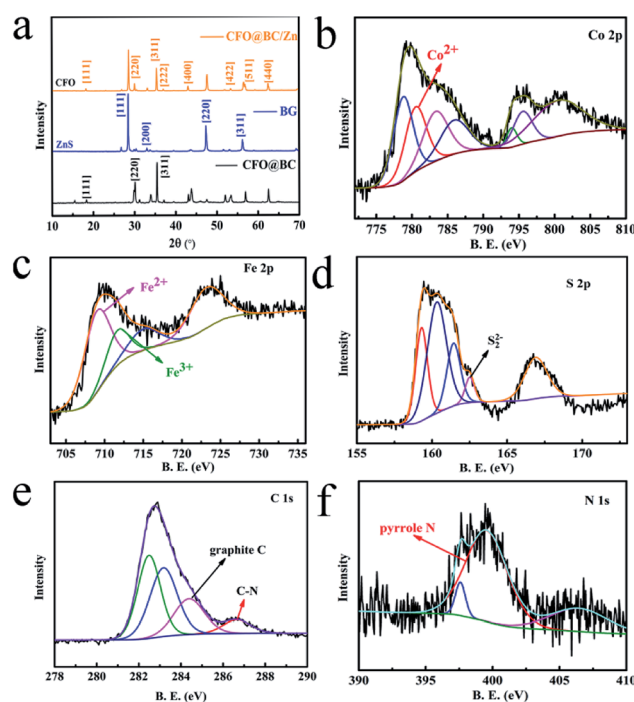 a
CFO@BC/Zn
[111]
[220]
[311]
[222]
[400]
[422]
[511]
[440]
CFO
BG
[111]
[200]
[220]
[311]
ZnS
CFO@BC
[111]
[220]
[311]
Intensity
10 20 30 40 50 60 70
2θ (°)
b
Co 2p
Co2+
Intensity
775 780 785 790 795 800 805 810
B. E. (eV)
c
Fe 2p
Fe2+
Fe3+
Intensity
705 710 715 720 725 730 735
B. E. (eV)
d
S 2p
S22-
Intensity
155 160 165 170
B. E. (eV)
e
C 1s
graphite C
C-N
Intensity
278 280 282 284 286 288 290
B. E. (eV)
f
N 1s
pyrrole N
Intensity
390 395 400 405 410
B. E. (eV)